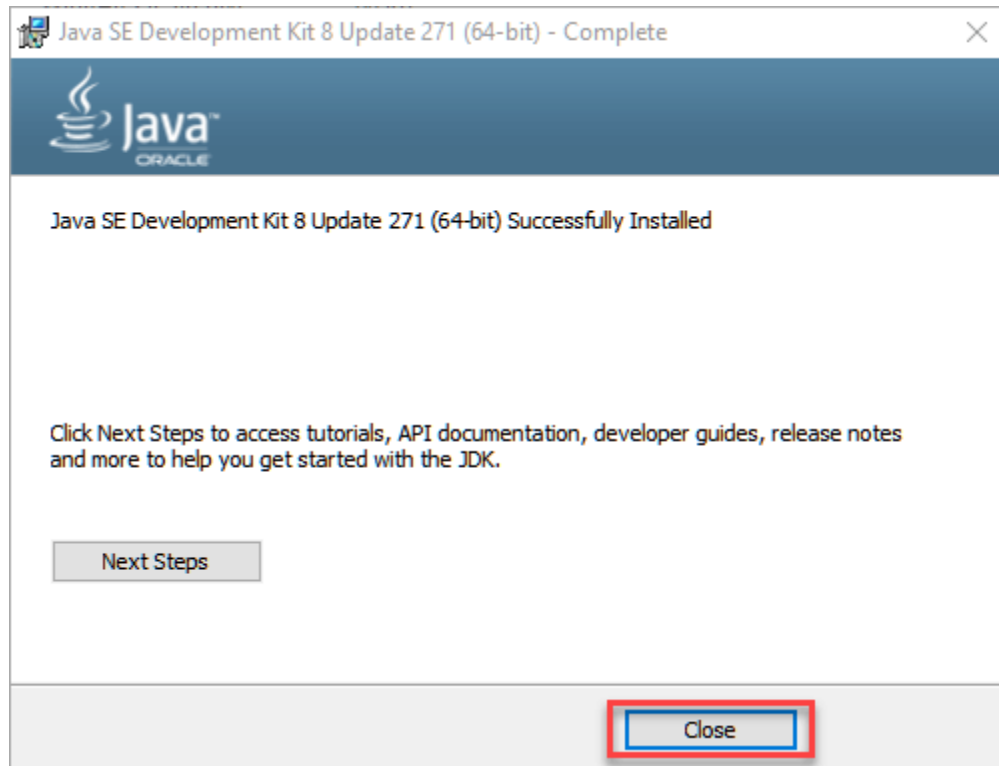 Java SE Development Kit 8 Update 271 (64-bit) - Complete
Java™
ORACLE
Java SE Development Kit 8 Update 271 (64-bit) Successfully Installed
Click Next Steps to access tutorials, API documentation, developer guides, release notes
and more to help you get started with the JDK.
Next Steps
Close